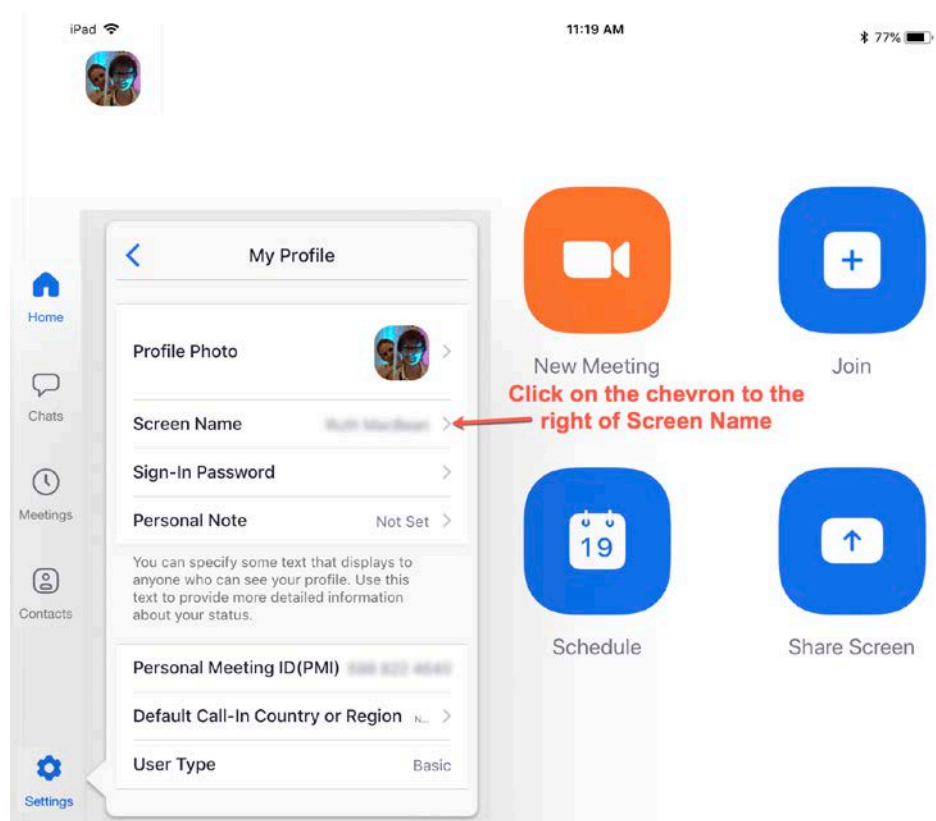 iPad
11:19 AM
77%
My Profile
Home
Profile Photo
New Meeting
Join
Chats
Click on the chevron to the
right of Screen Name
Screen Name
Sign-In Password
Meetings
Personal Note
Not Set
19
You can specify some text that displays to
anyone who can see your profile. Use this
text to provide more detailed information
about your status.
Contacts
Schedule
Share Screen
Personal Meeting ID(PMI)
Default Call-In Country or Region N...
User Type
Basic
Settings